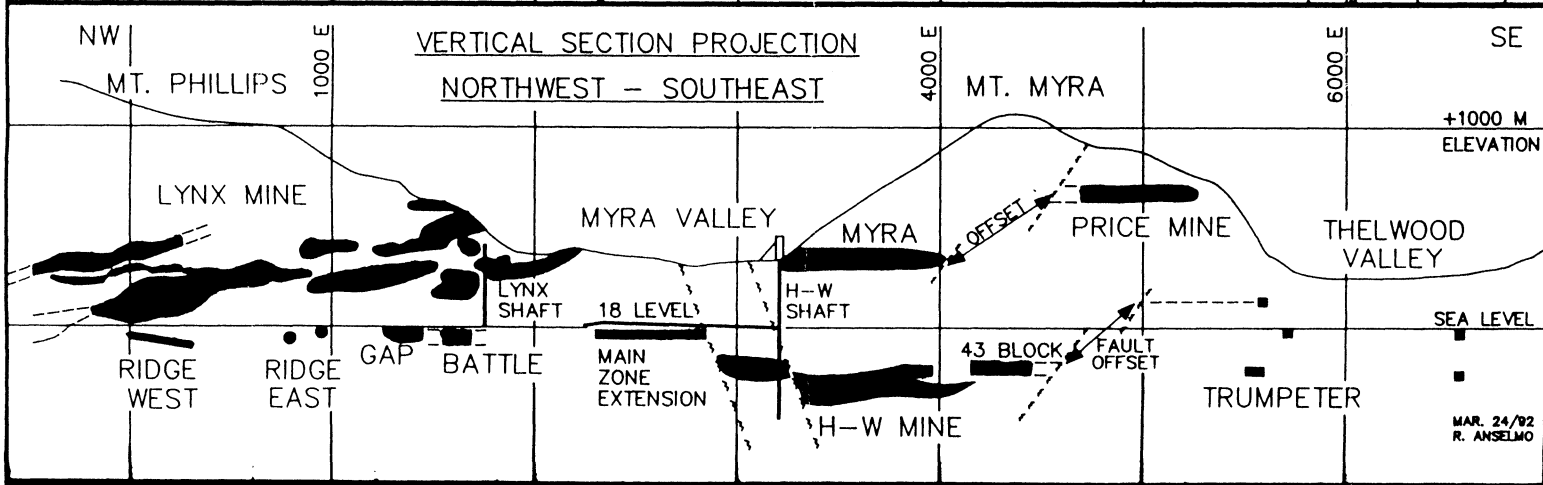 NW
VERTICAL SECTION PROJECTION
NORTHWEST – SOUTHEAST
SE
MT. PHILLIPS
1000 E
4000 E
MT. MYRA
6000 E
+1000 M
ELEVATION
LYNX MINE
MYRA VALLEY
MYRA
OFFSET
PRICE MINE
THELWOOD
VALLEY
LYNX
SHAFT
H–W
SHAFT
18 LEVEL
SEA LEVEL
RIDGE
WEST
RIDGE
EAST
GAP
BATTLE
MAIN
ZONE
EXTENSION
43 BLOCK
FAULT
OFFSET
H–W MINE
TRUMPETER
MAR. 24/92
R. ANSELMO